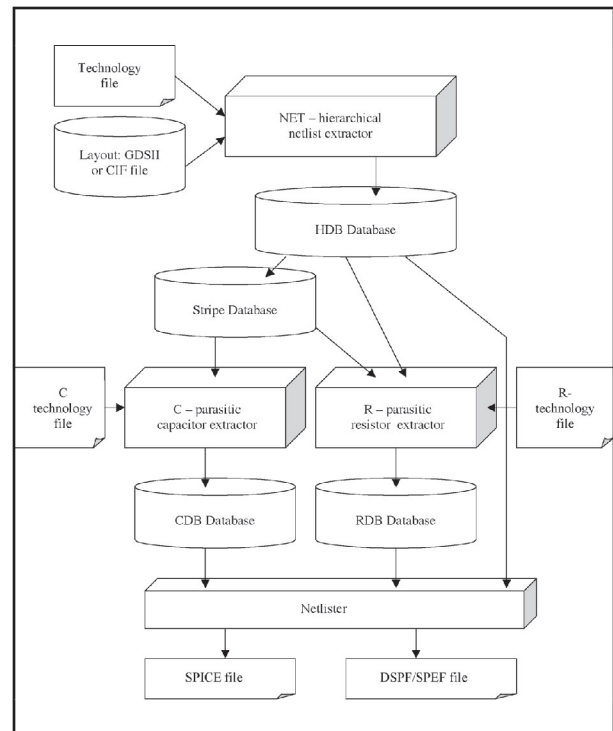 Technology
file
NET – hierarchical
netlist extractor
Layout: GDSII
or CIF file
HDB Database
Stripe Database
C
technology
file
C – parasitic
capacitor extractor
R – parasitic
resistor extractor
R-
technology
file
CDB Database
RDB Database
Netlister
SPICE file
DSPF/SPEF file